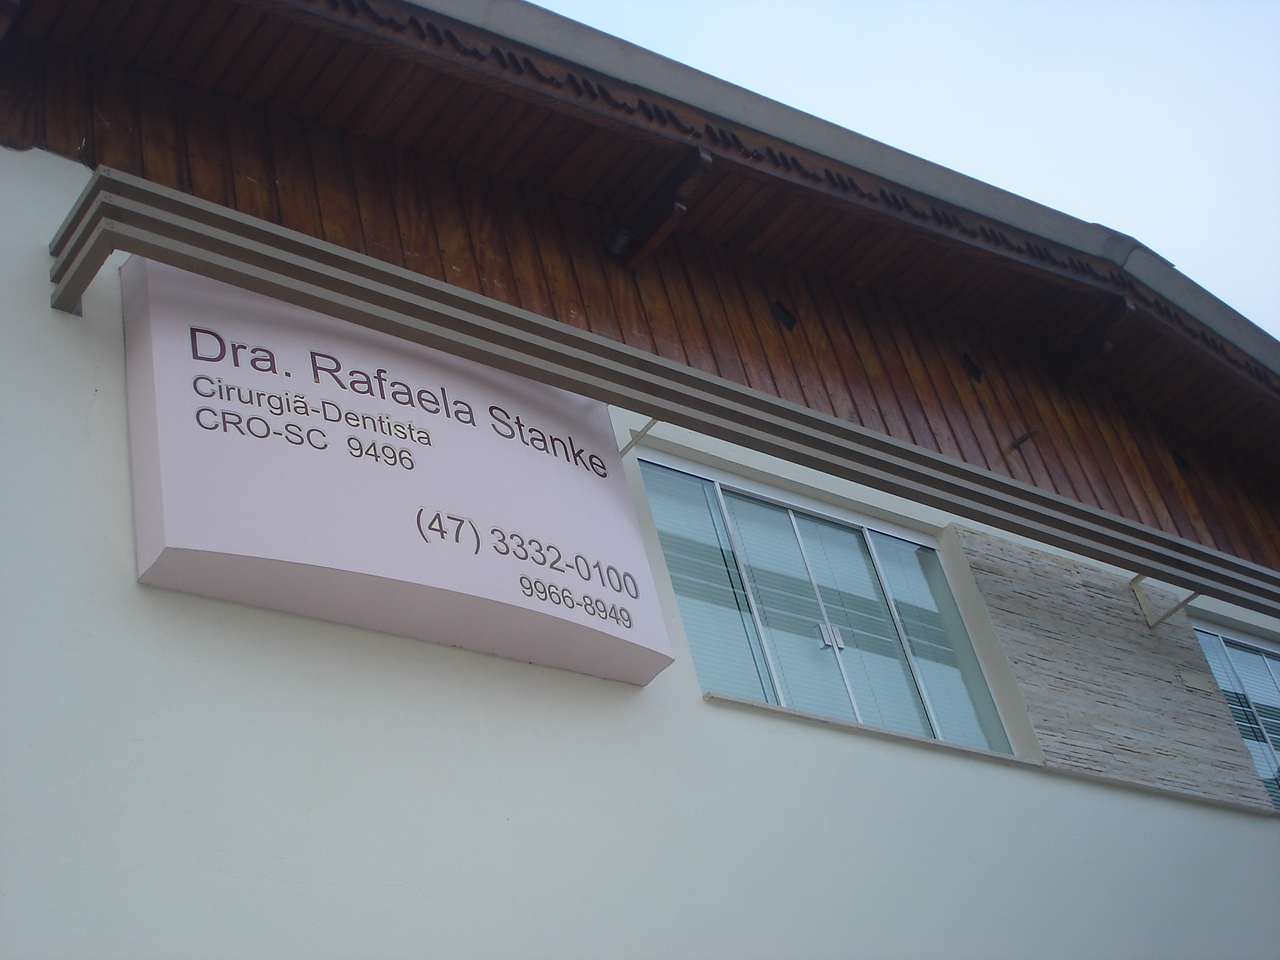 Dra. Rafaela Stanke
Cirurgiã-Dentista
CRO-SC 9496
(47) 3332-0100
9966-8949